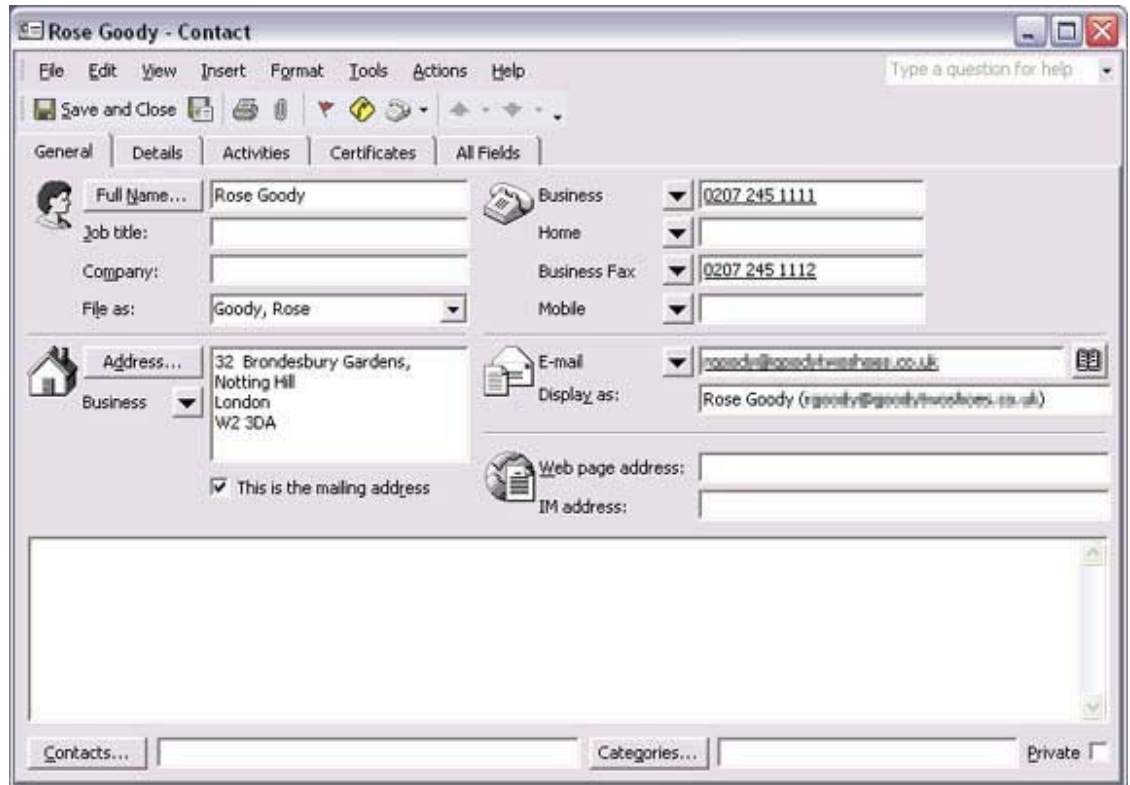 Rose Goody - Contact
File Edit View Insert Format Tools Actions Help
Type a question for help
Save and Close
General Details Activities Certificates All Fields
Full Name... Rose Goody
Job title:
Company:
File as: Goody, Rose
Business 0207 245 1111
Home
Business Fax 0207 245 1112
Mobile
Address... 32 Brondesbury Gardens,
Notting Hill
London
W2 3DA
Business
This is the mailing address
E-mail
Display as: Rose Goody
Web page address:
IM address:
Contacts... Categories... Private